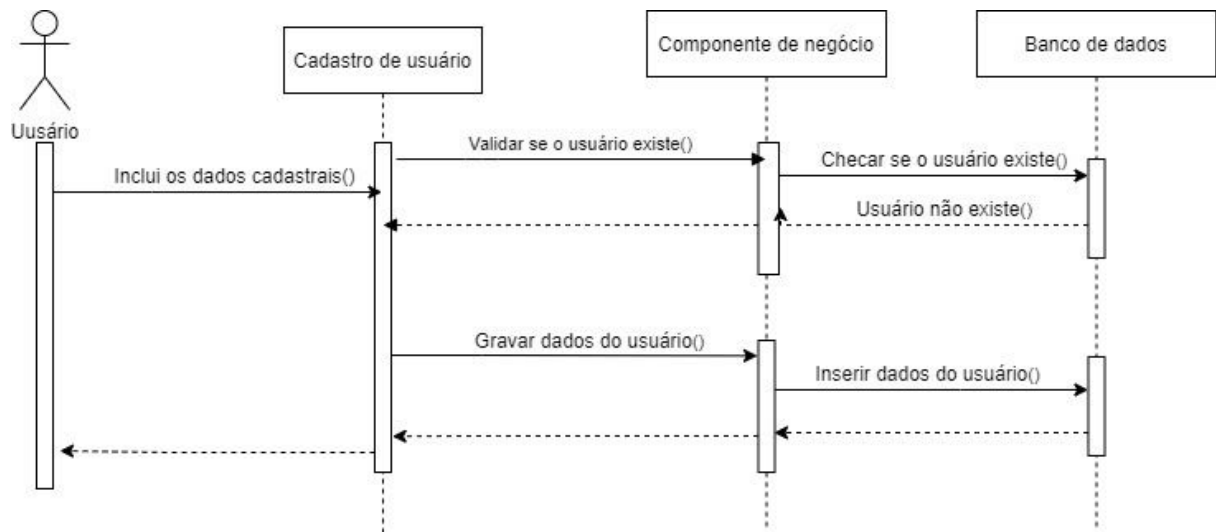 Cadastro de usuário
Componente de negócio
Banco de dados
Uusário
Validar se o usuário existe()
Checar se o usuário existe()
Inclui os dados cadastrais()
Usuário não existe()
Gravar dados do usuário()
Inserir dados do usuário()